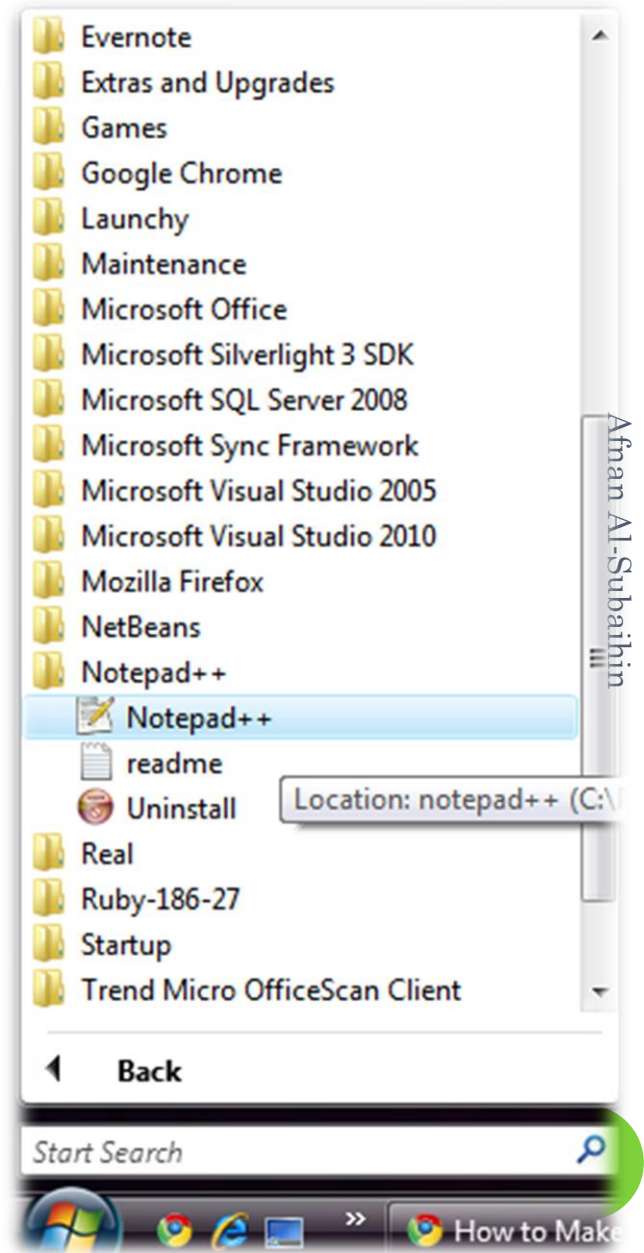 Evernote
Extras and Upgrades
Games
Google Chrome
Launchy
Maintenance
Microsoft Office
Microsoft Silverlight 3 SDK
Microsoft SQL Server 2008
Microsoft Sync Framework
Microsoft Visual Studio 2005
Microsoft Visual Studio 2010
Mozilla Firefox
NetBeans
Notepad++
Notepad++
readme
Uninstall
Location: notepad++ (C:\
Real
Ruby-186-27
Startup
Trend Micro OfficeScan Client
Back
Start Search
How to Make
Afnan Al-Subaihin